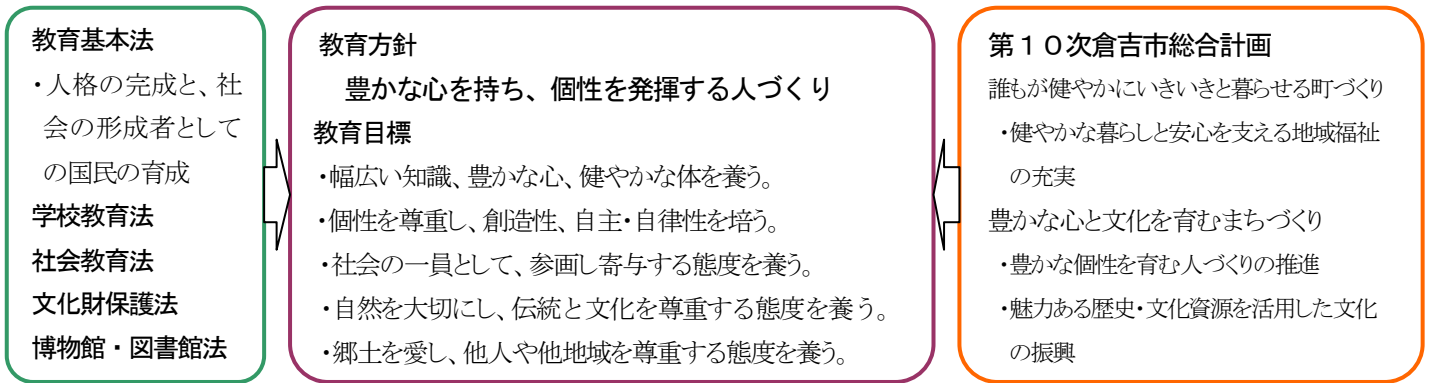 教育基本法
・人格の完成と、社
会の形成者として
の国民の育成
学校教育法
社会教育法
文化財保護法
博物館・図書館法
教育方針
豊かな心を持ち、個性を発揮する人づくり
教育目標
・幅広い知識、豊かな心、健やかな体を養う。
・個性を尊重し、創造性、自主・自律性を培う。
・社会の一員として、参画し寄与する態度を養う。
・自然を大切にし、伝統と文化を尊重する態度を養う。
・郷土を愛し、他人や他地域を尊重する態度を養う。
第１０次倉吉市総合計画
誰もが健やかにいきいきと暮らせる町づくり
・健やかな暮らしと安心を支える地域福祉
の充実
豊かな心と文化を育むまちづくり
・豊かな個性を育む人づくりの推進
・魅力ある歴史・文化資源を活用した文化
の振興